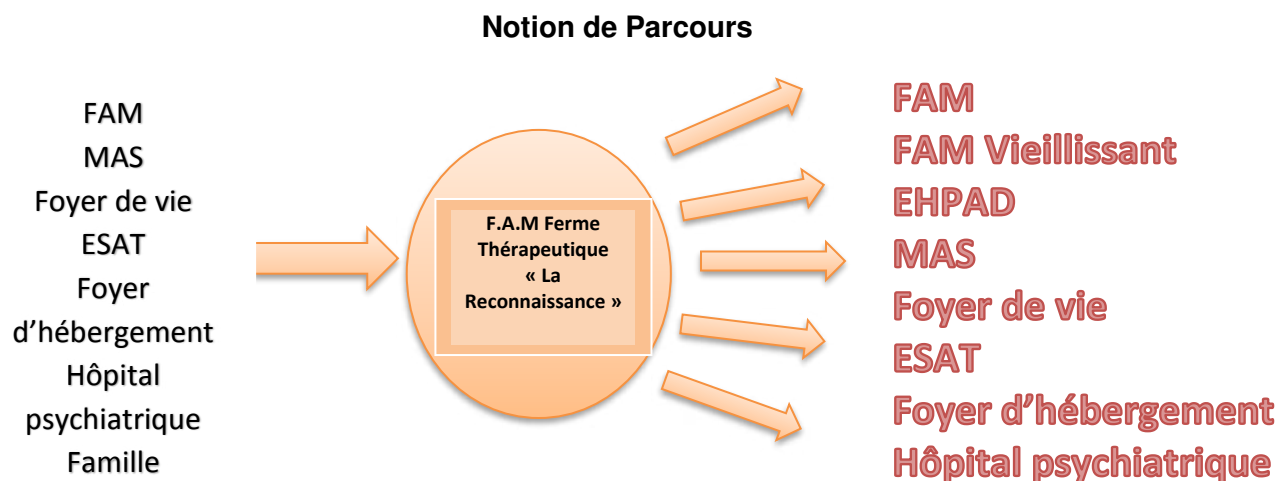 Notion de Parcours
FAM
MAS
Foyer de vie
ESAT
Foyer
d’hébergement
Hôpital
psychiatrique
Famille
F.A.M Ferme
Thérapeutique
« La
Reconnaissance »
FAM
FAM Vieillissant
EHPAD
MAS
Foyer de vie
ESAT
Foyer d’hébergement
Hôpital psychiatrique